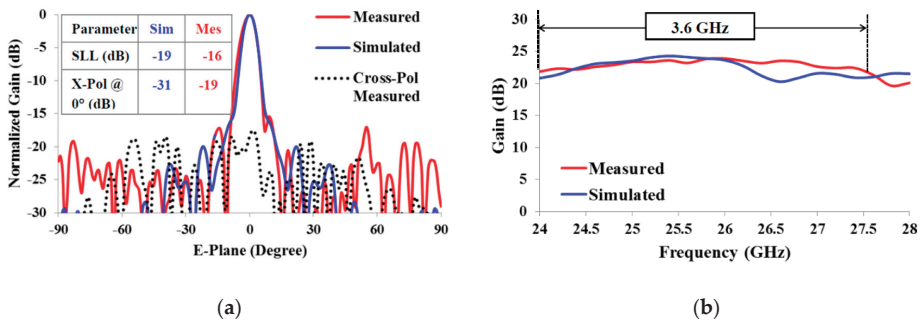 Parameter Sim Mes
SLL (dB) -19 -16
X-Pol @ 0° (dB) -31 -19
Measured
Simulated
Cross-Pol Measured
Normalized Gain (dB)
0
-5
-10
-15
-20
-25
-30
-90 -60 -30 0 30 60 90
E-Plane (Degree)
(a)
3.6 GHz
Gain (dB)
30
25
20
15
10
5
0
Measured
Simulated
24 24.5 25 25.5 26 26.5 27 27.5 28
Frequency (GHz)
(b)